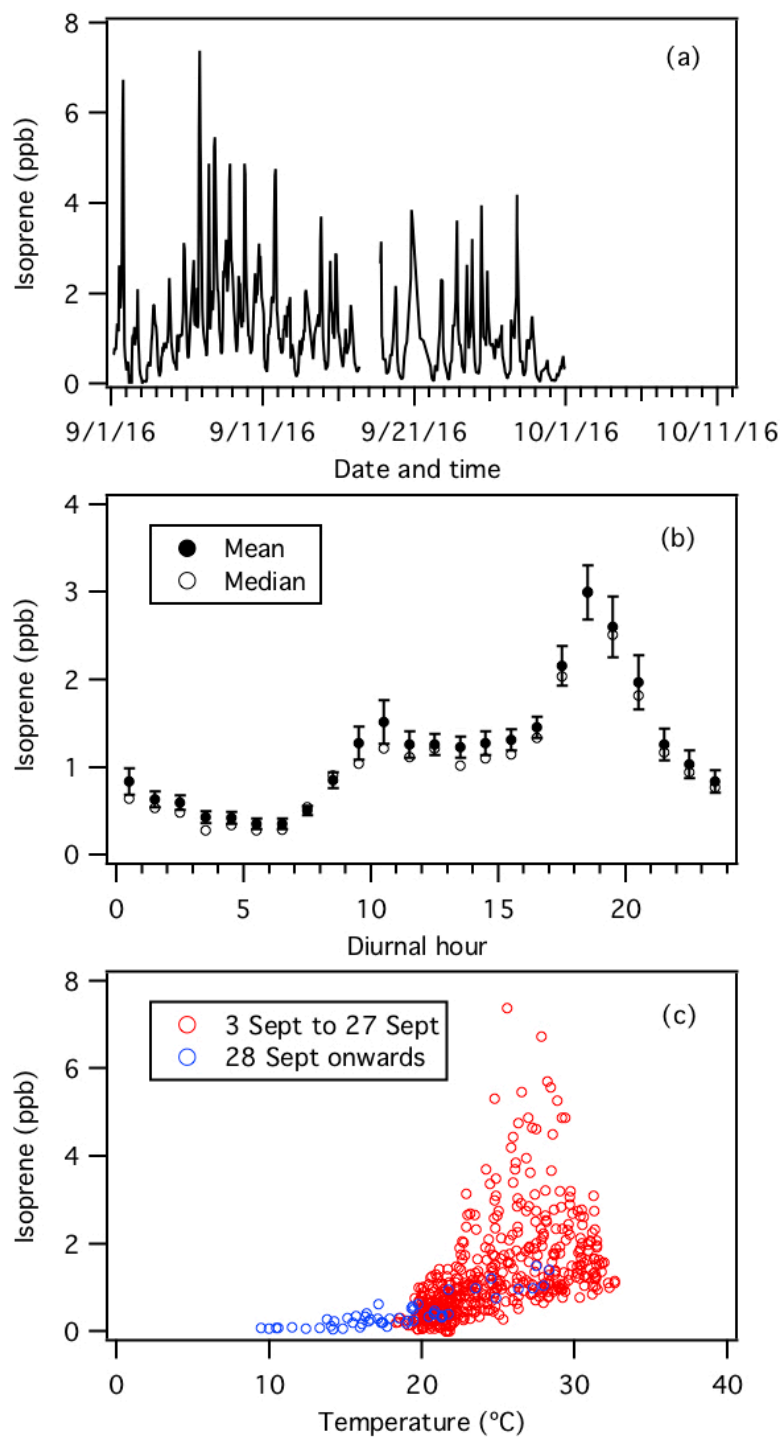 8
(a)
6
4
2
0
Isoprene (ppb)
9/1/16 9/11/16 9/21/16 10/1/16 10/11/16
Date and time
4
Mean
Median
(b)
3
2
1
0
Isoprene (ppb)
0 5 10 15 20
Diurnal hour
8
3 Sept to 27 Sept
28 Sept onwards
(c)
6
4
2
0
Isoprene (ppb)
0 10 20 30 40
Temperature (ºC)